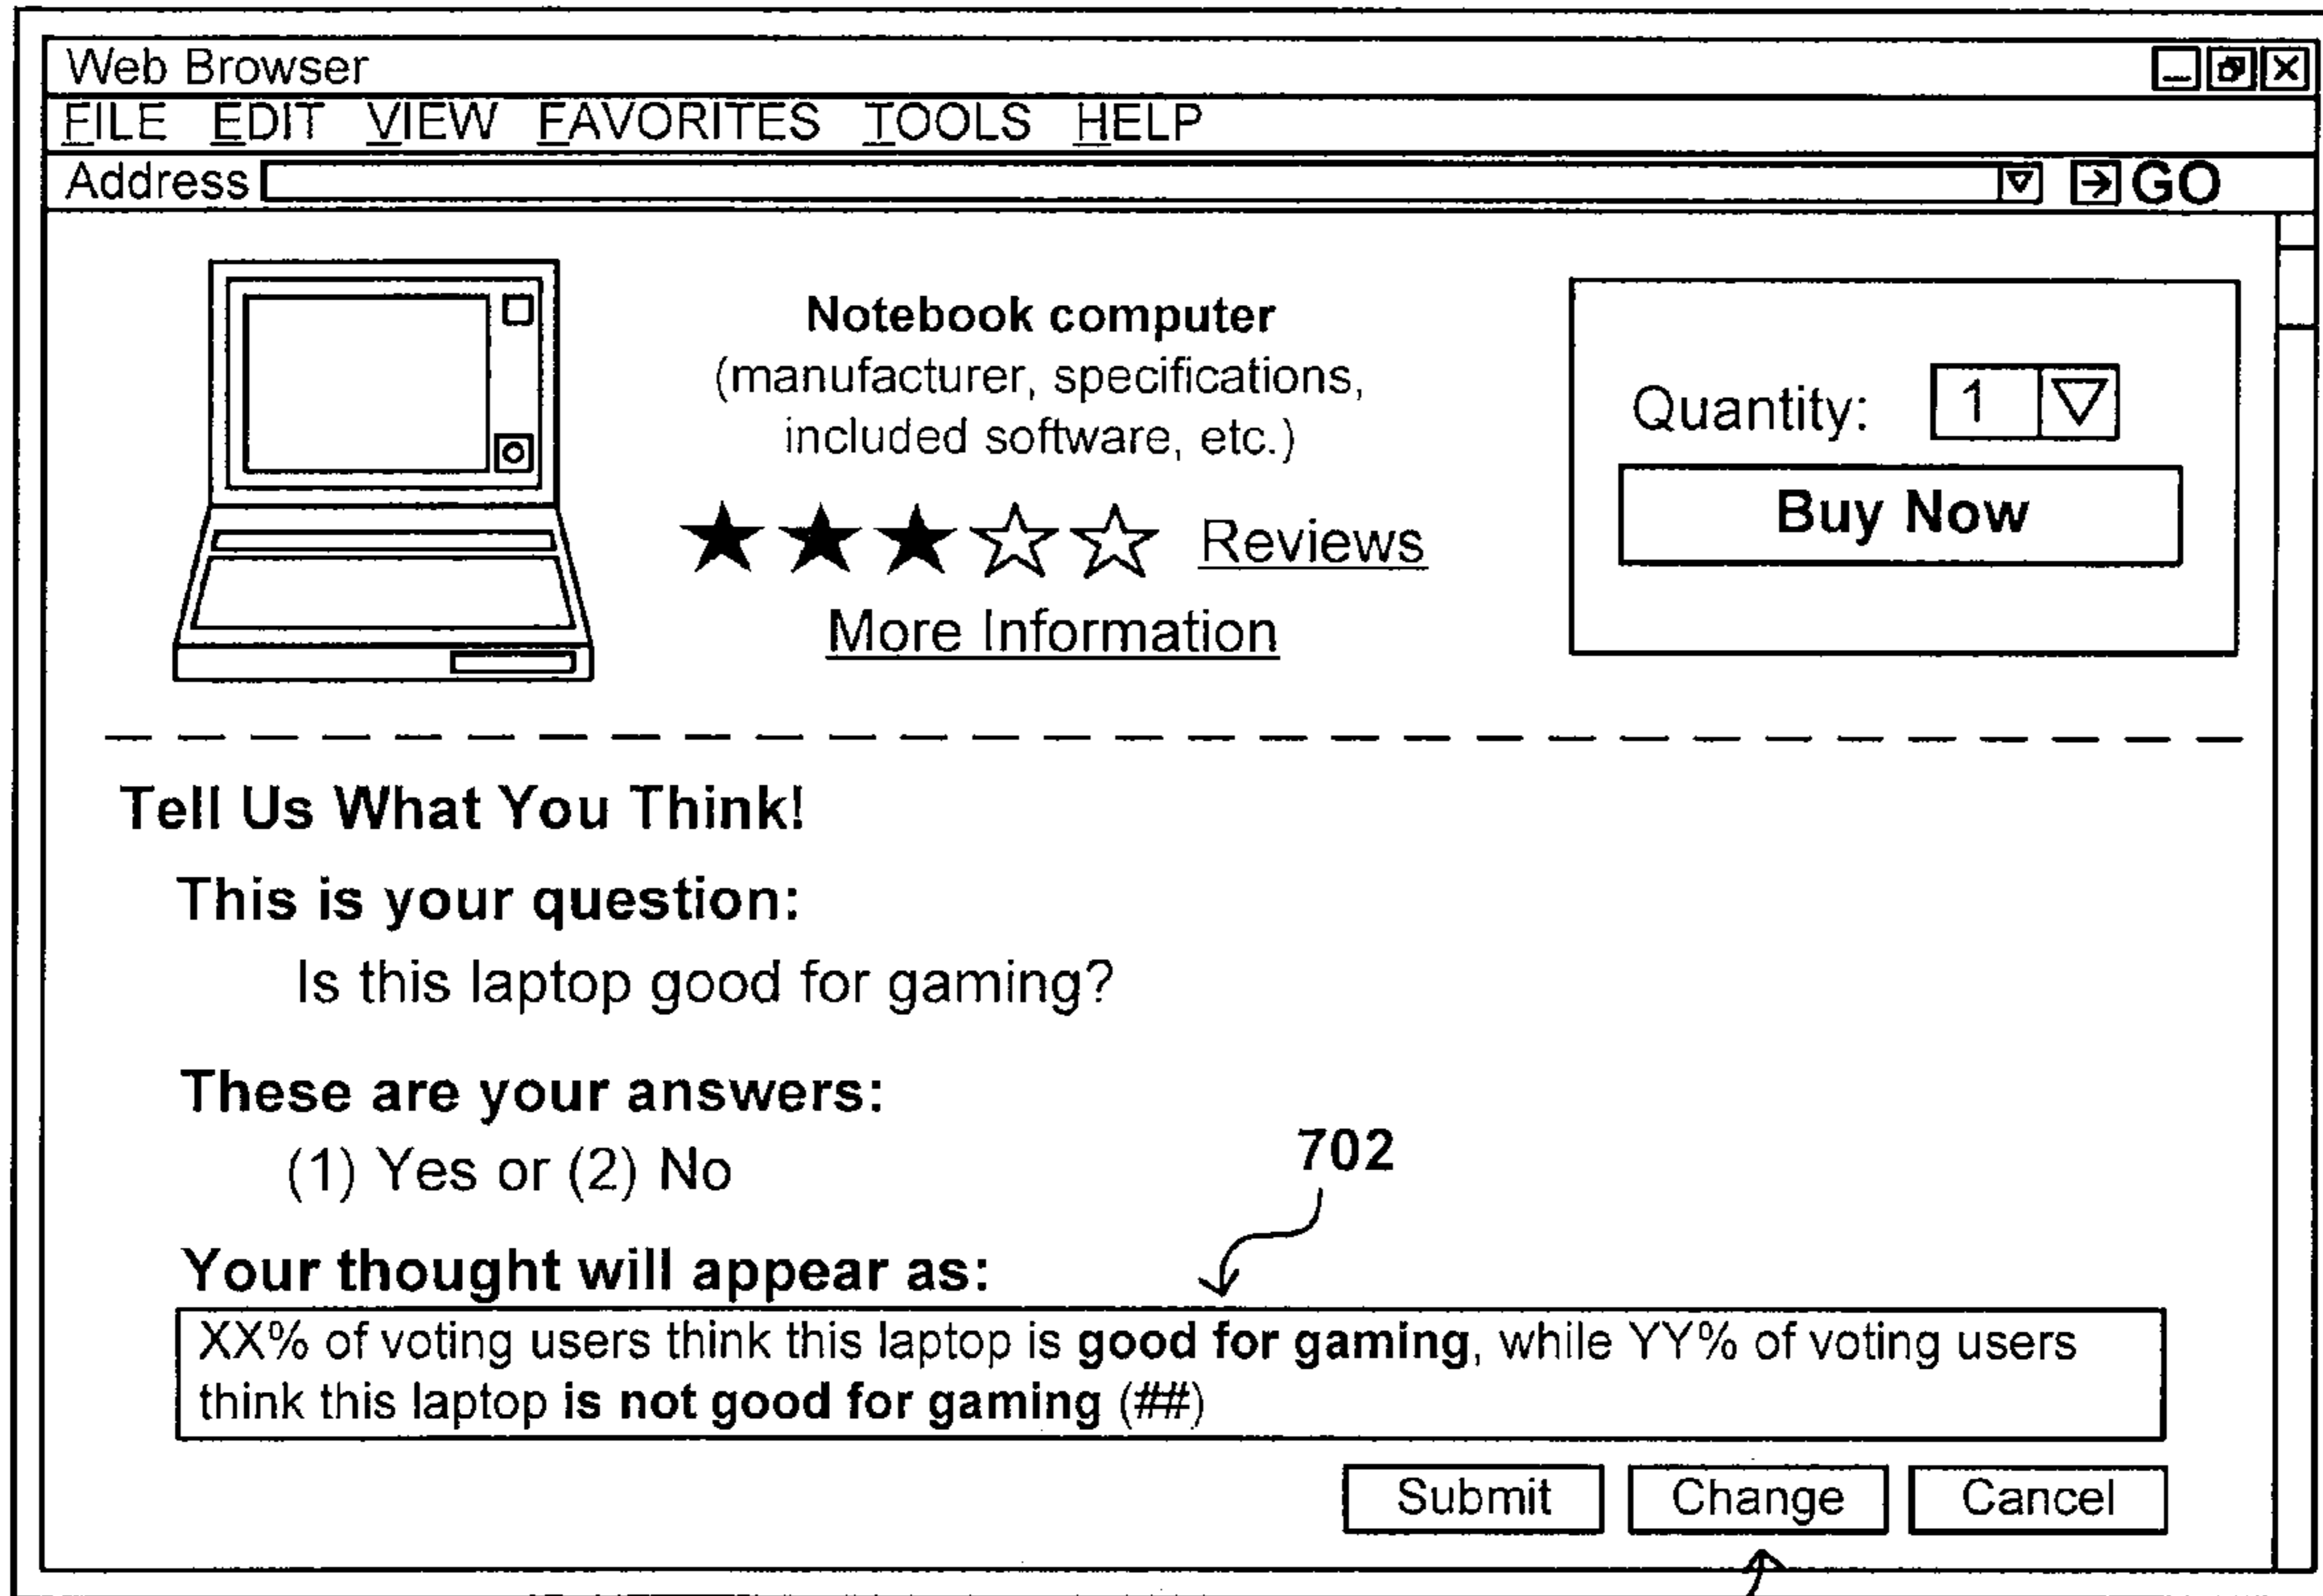 Web Browser
FILE EDIT VIEW FAVORITES TOOLS HELP
Address GO
Notebook computer
(manufacturer, specifications,
included software, etc.)
Reviews
More Information
Quantity: 1
Buy Now
Tell Us What You Think!
This is your question:
Is this laptop good for gaming?
These are your answers:
(1) Yes or (2) No
702
Your thought will appear as:
XX% of voting users think this laptop is good for gaming, while YY% of voting users
think this laptop is not good for gaming (##)
Submit Change Cancel